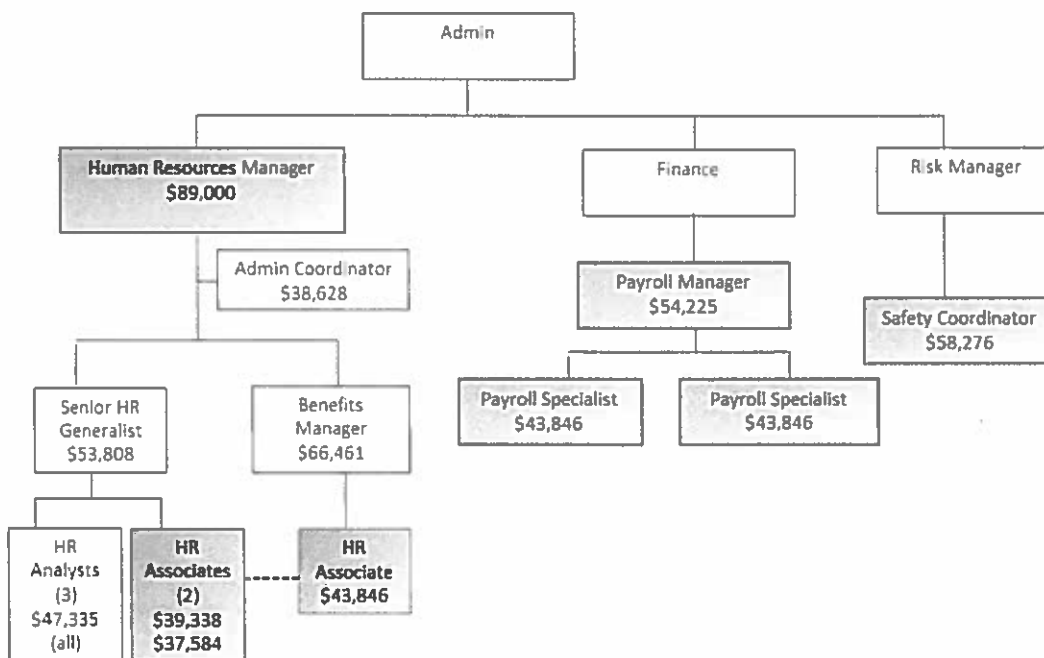 Admin
Human Resources Manager
$89,000
Finance
Risk Manager
Admin Coordinator
$38,628
Payroll Manager
$54,225
Safety Coordinator
$58,276
Senior HR
Generalist
$53,808
Benefits
Manager
$66,461
Payroll Specialist
$43,846
Payroll Specialist
$43,846
HR
Analysts
(3)
$47,335
(all)
HR
Associates
(2)
$39,338
$37,584
HR
Associate
$43,846